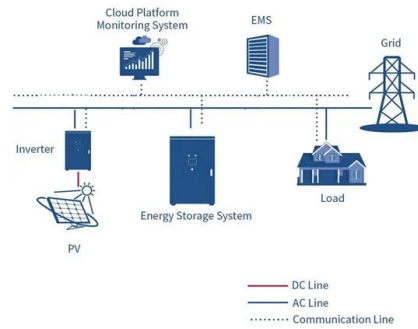 Cloud Platform
Monitoring System
EMS
Grid
Inverter
Energy Storage System
Load
PV
DC Line
AC Line
Communication Line